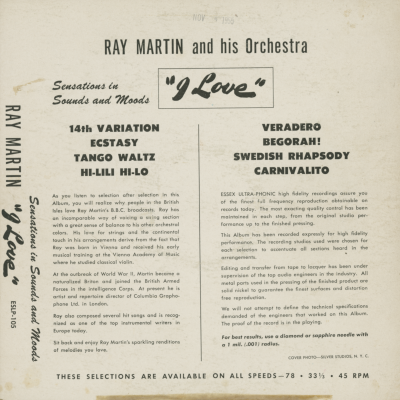 NOV
RAY MARTIN and his Orchestra
Sensations in
Sounds and Moods
"I Love"
14th VARIATION
ECSTASY
TANGO WALTZ
HI-LILI HI-LO
VERADERO
BEGORAH!
SWEDISH RHAPSODY
CARNIVALITO
As you listen to selection after selection in this
Album, you will realize why people in the British
Isles love Ray Martin's B.B.C. broadcasts. Ray has
an incomparable way of voicing a string section
with a great sense of balance to his other orchestral
colors. His love for strings and the continental
touch in his arrangements derive from the fact that
Ray was born in Vienna and received his early
musical training at the Vienna Academy of Music
where he studied classical violin.
At the outbreak of World War II, Martin became a
naturalized Briton and joined the British Armed
Forces in the Intelligence Corps. At present he is
artist and repertoire director of Columbia Grapho-
phone Ltd. in London.
Ray also composed several hit songs and is recog-
nised as one of the top instrumental writers in
Europe today.
Sit back and enjoy Ray Martin's sparkling renditions
of melodies you love.
ESSEX ULTRA-PHONIC high fidelity recordings assure you
of the finest full frequency reproduction obtainable on
records today. The most exacting quality control has been
maintained in each step, from the original studio perfor-
mance up to the finished pressing.
This Album has been recorded expressly for high fidelity
performance. The recording studios used were chosen for
each selection to accentuate all sections heard in the
arrangements.
Editing and transfer from tape to lacquer has been under
supervision of the top audio engineers in the industry. All
metal parts used in the pressing of the finished product are
solid nickel to guarantee the finest surfaces and distortion
free reproduction.
We will not attempt to define the technical specifications
demanded of the engineers that worked on this Album.
The proof of the record is in the playing.
For best results, use a diamond or sapphire needle with
a 1 mil. (.001) radius.
COVER PHOTO—SILVER STUDIOS, N. Y. C.
THESE SELECTIONS ARE AVAILABLE ON ALL SPEEDS—78 • 33⅓ • 45 RPM
RAY MARTIN "I Love" ESLP-105
Sensations in Sounds and Moods